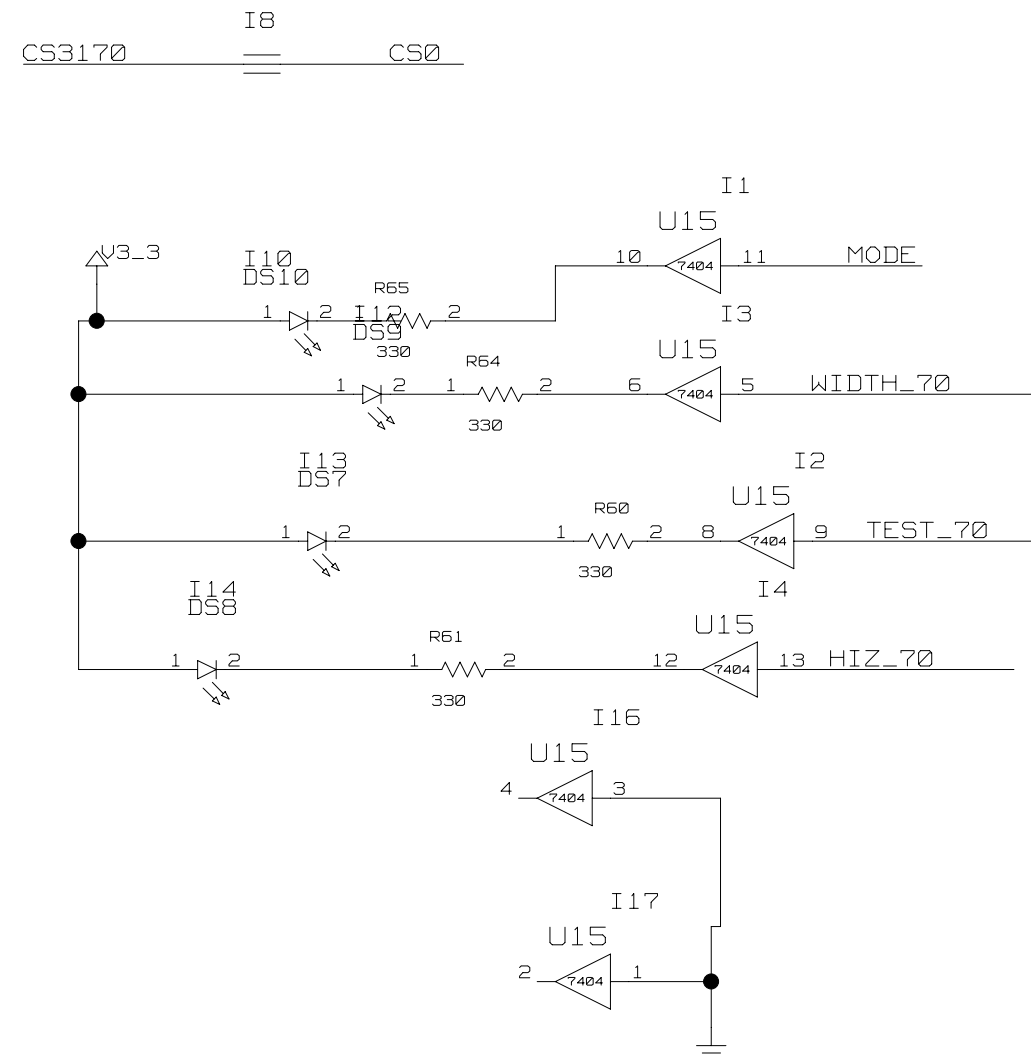 I8
CS3170 CS0
I1
U15
V3_3
I10
DS10
10 7404 11 MODE
R65
1 2 I12 2
DS9
330
I3
U15
R64
1 2 1 2 6 7404 5 WIDTH_70
330
I13
DS7
I2
U15
R60
1 2 1 2 8 7404 9 TEST_70
330
I14
DS8
I4
U15
R61
1 2 1 2 12 7404 13 HIZ_70
330
I16
U15
4 7404 3
I17
U15
2 7404 1